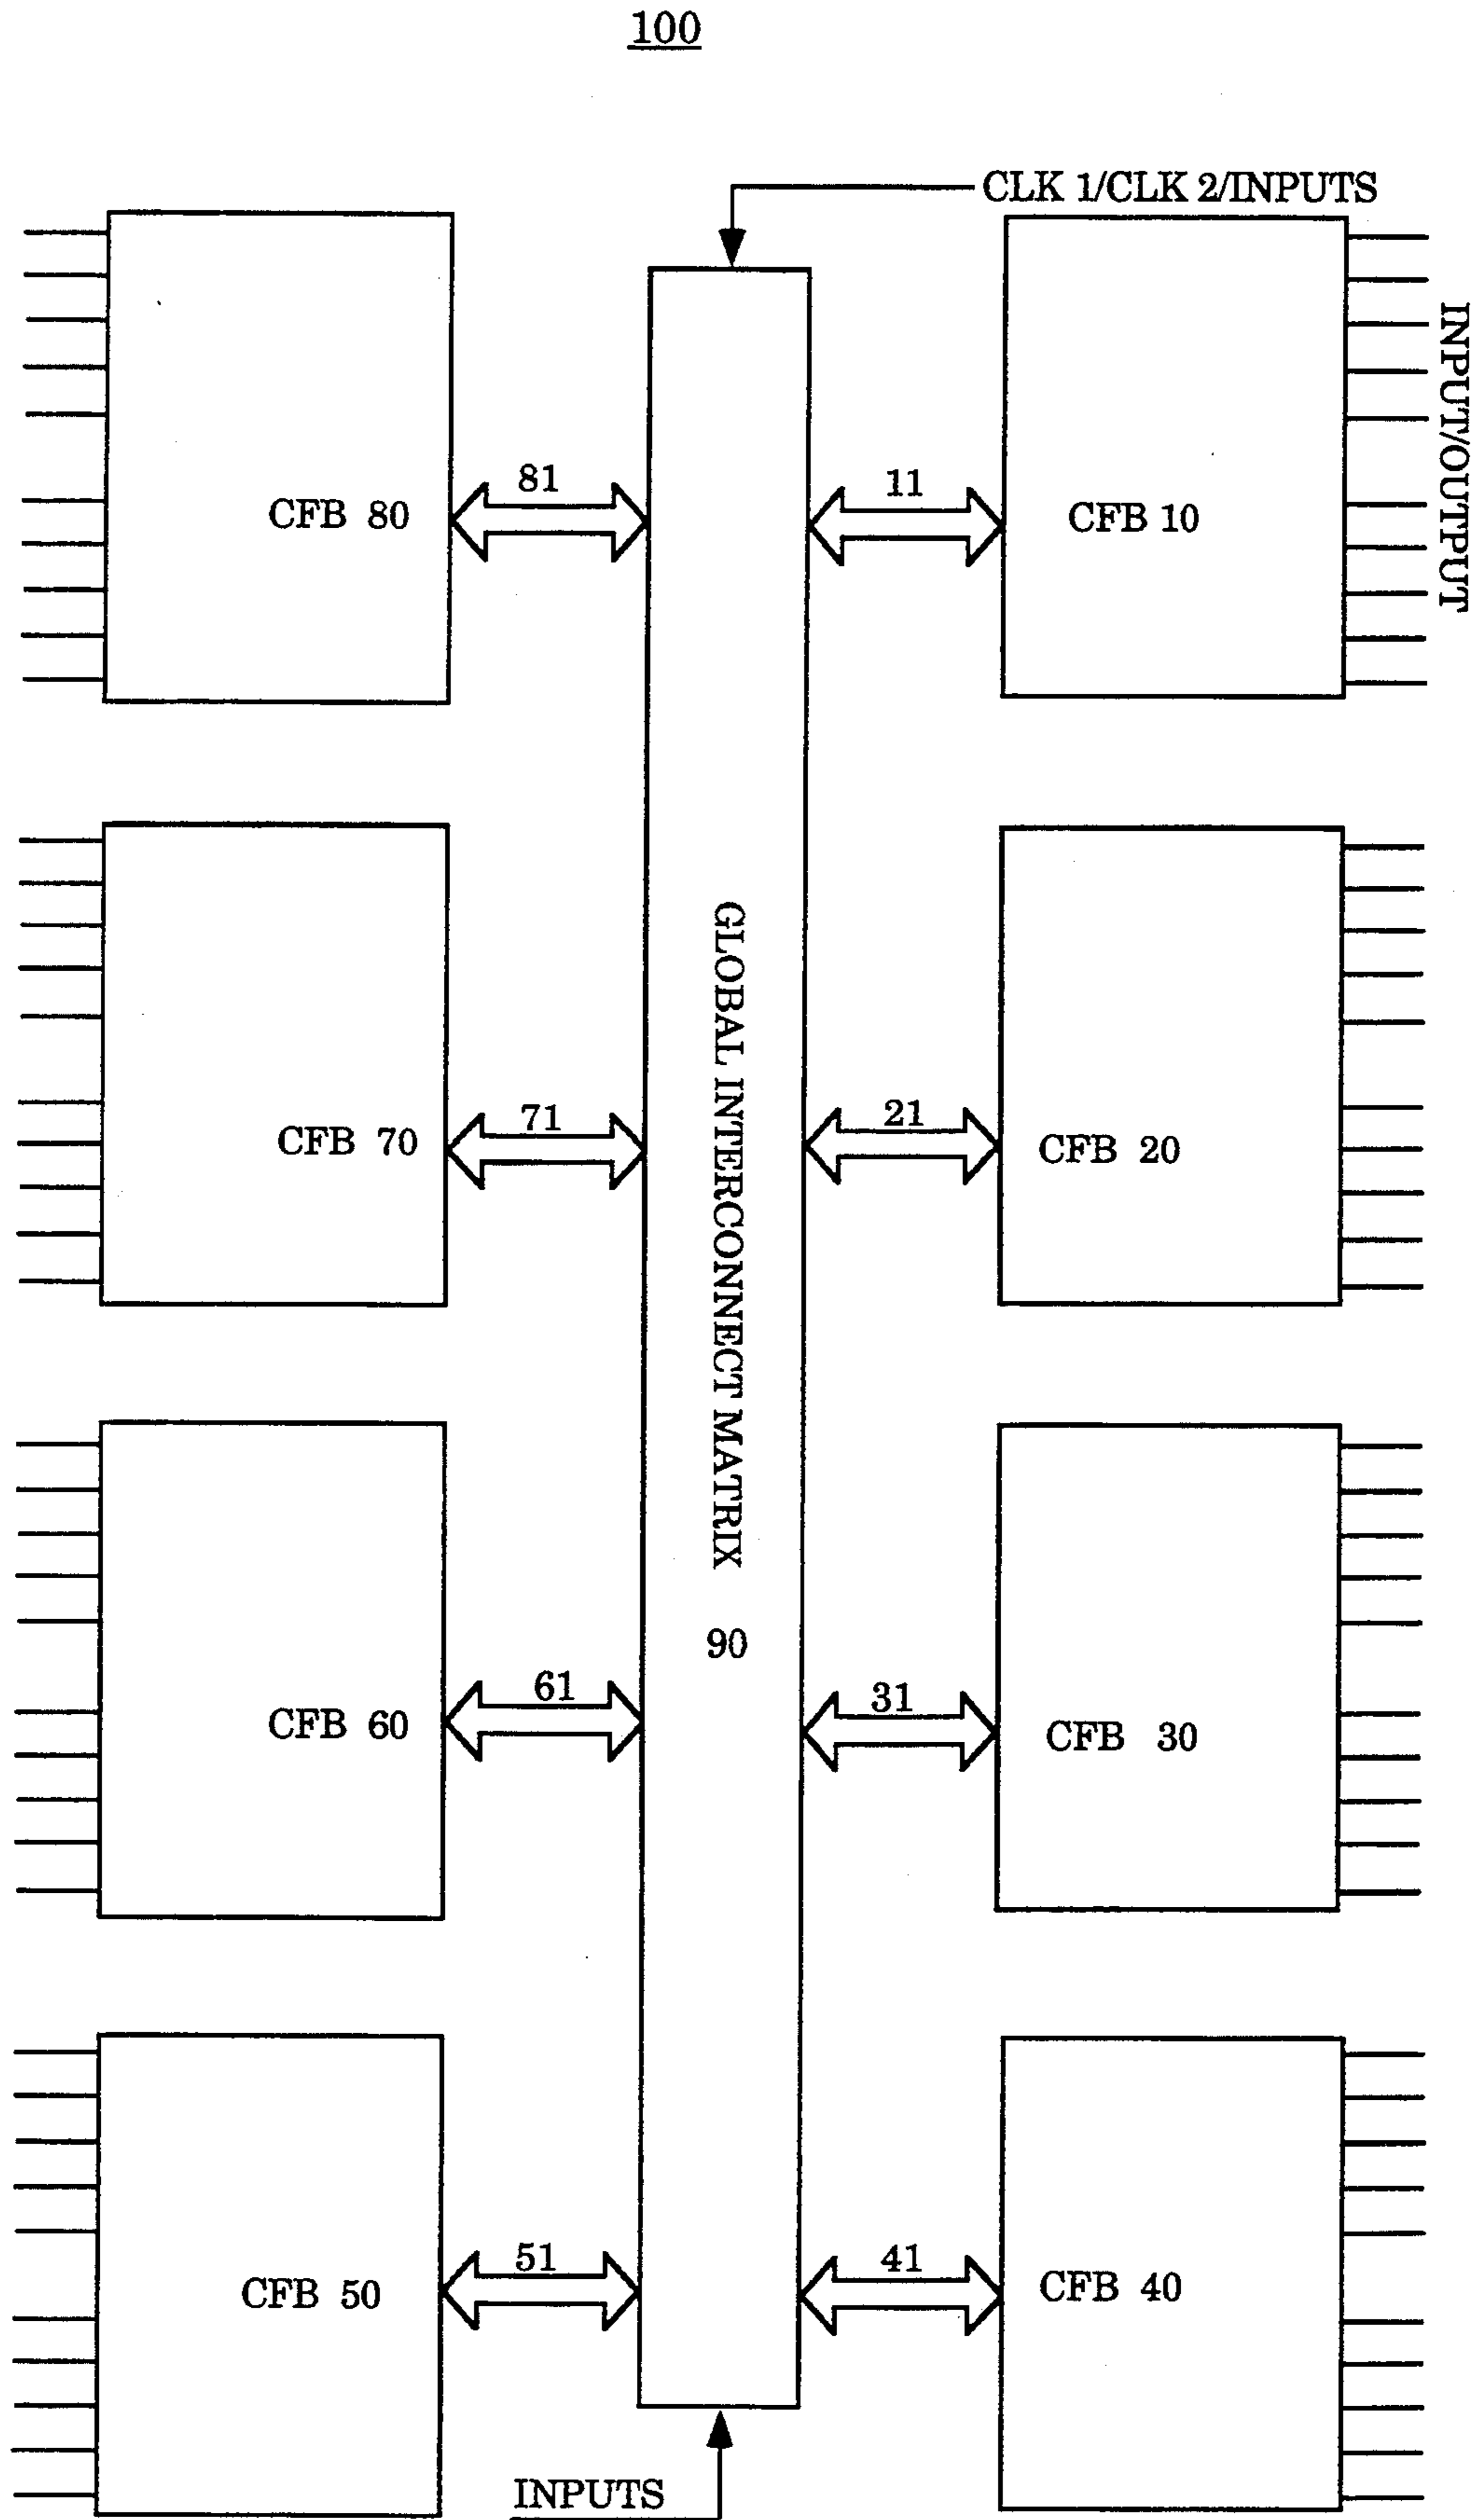 100
CLK 1/CLK 2/INPUTS
INPUT/OUTPUT
81
11
CFB 80
CFB 10
GLOBAL INTERCONNECT MATRIX
90
71
21
CFB 70
CFB 20
61
31
CFB 60
CFB 30
51
41
CFB 50
CFB 40
INPUTS